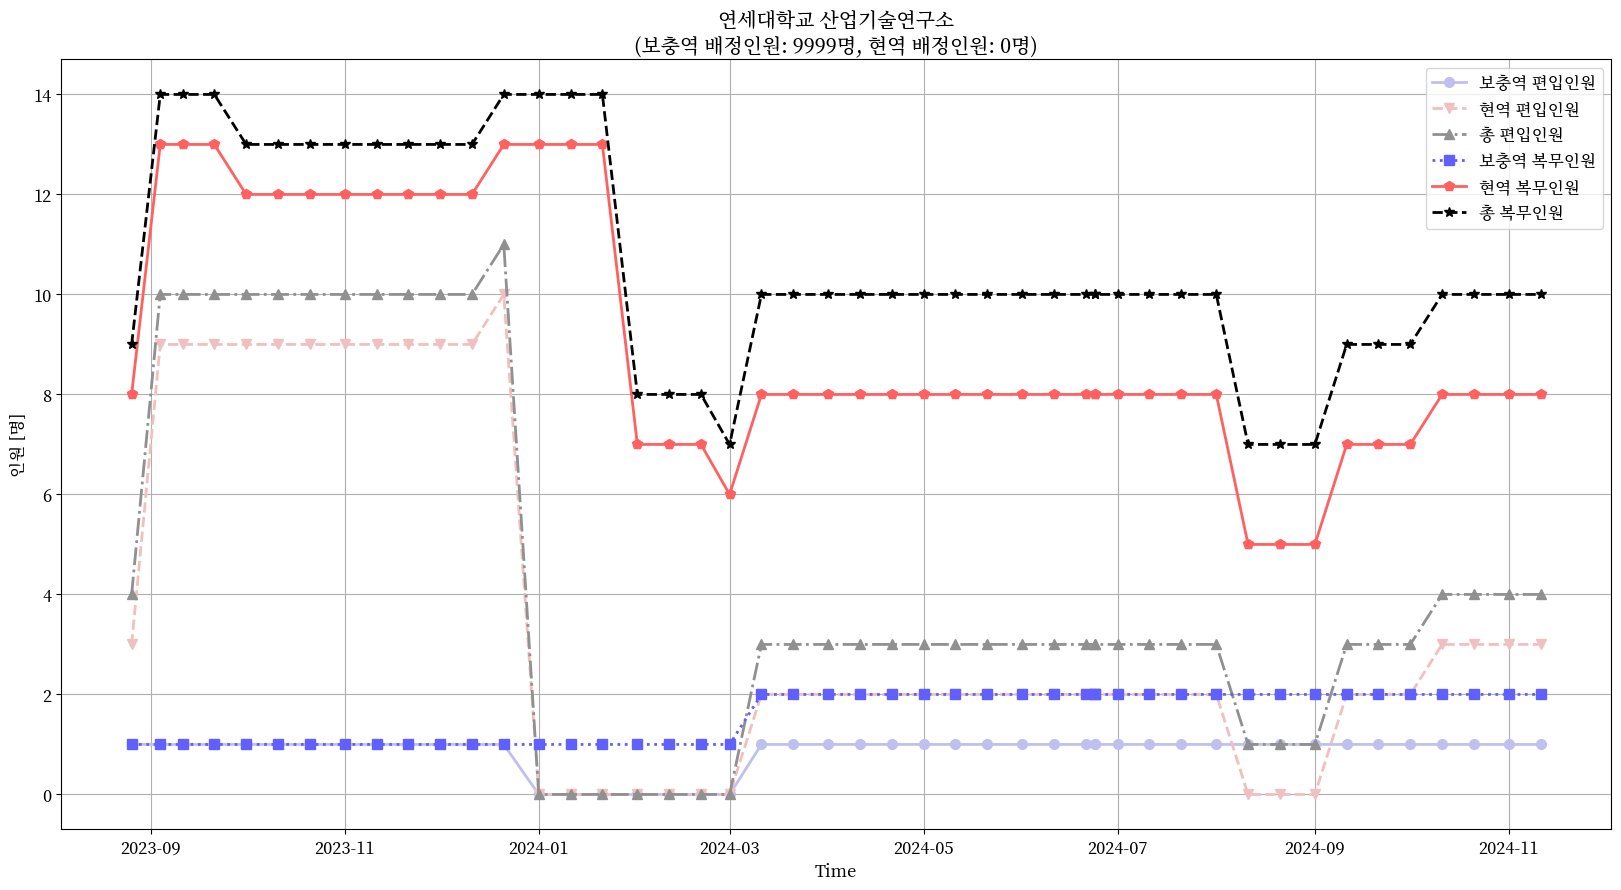 연세대학교 산업기술연구소
(보충역 배정인원: 9999명, 현역 배정인원: 0명)
보충역 편입인원
현역 편입인원
총 편입인원
보충역 복무인원
현역 복무인원
총 복무인원
인원 [명]
14
12
10
8
6
4
2
0
2023-09
2023-11
2024-01
2024-03
2024-05
2024-07
2024-09
2024-11
Time